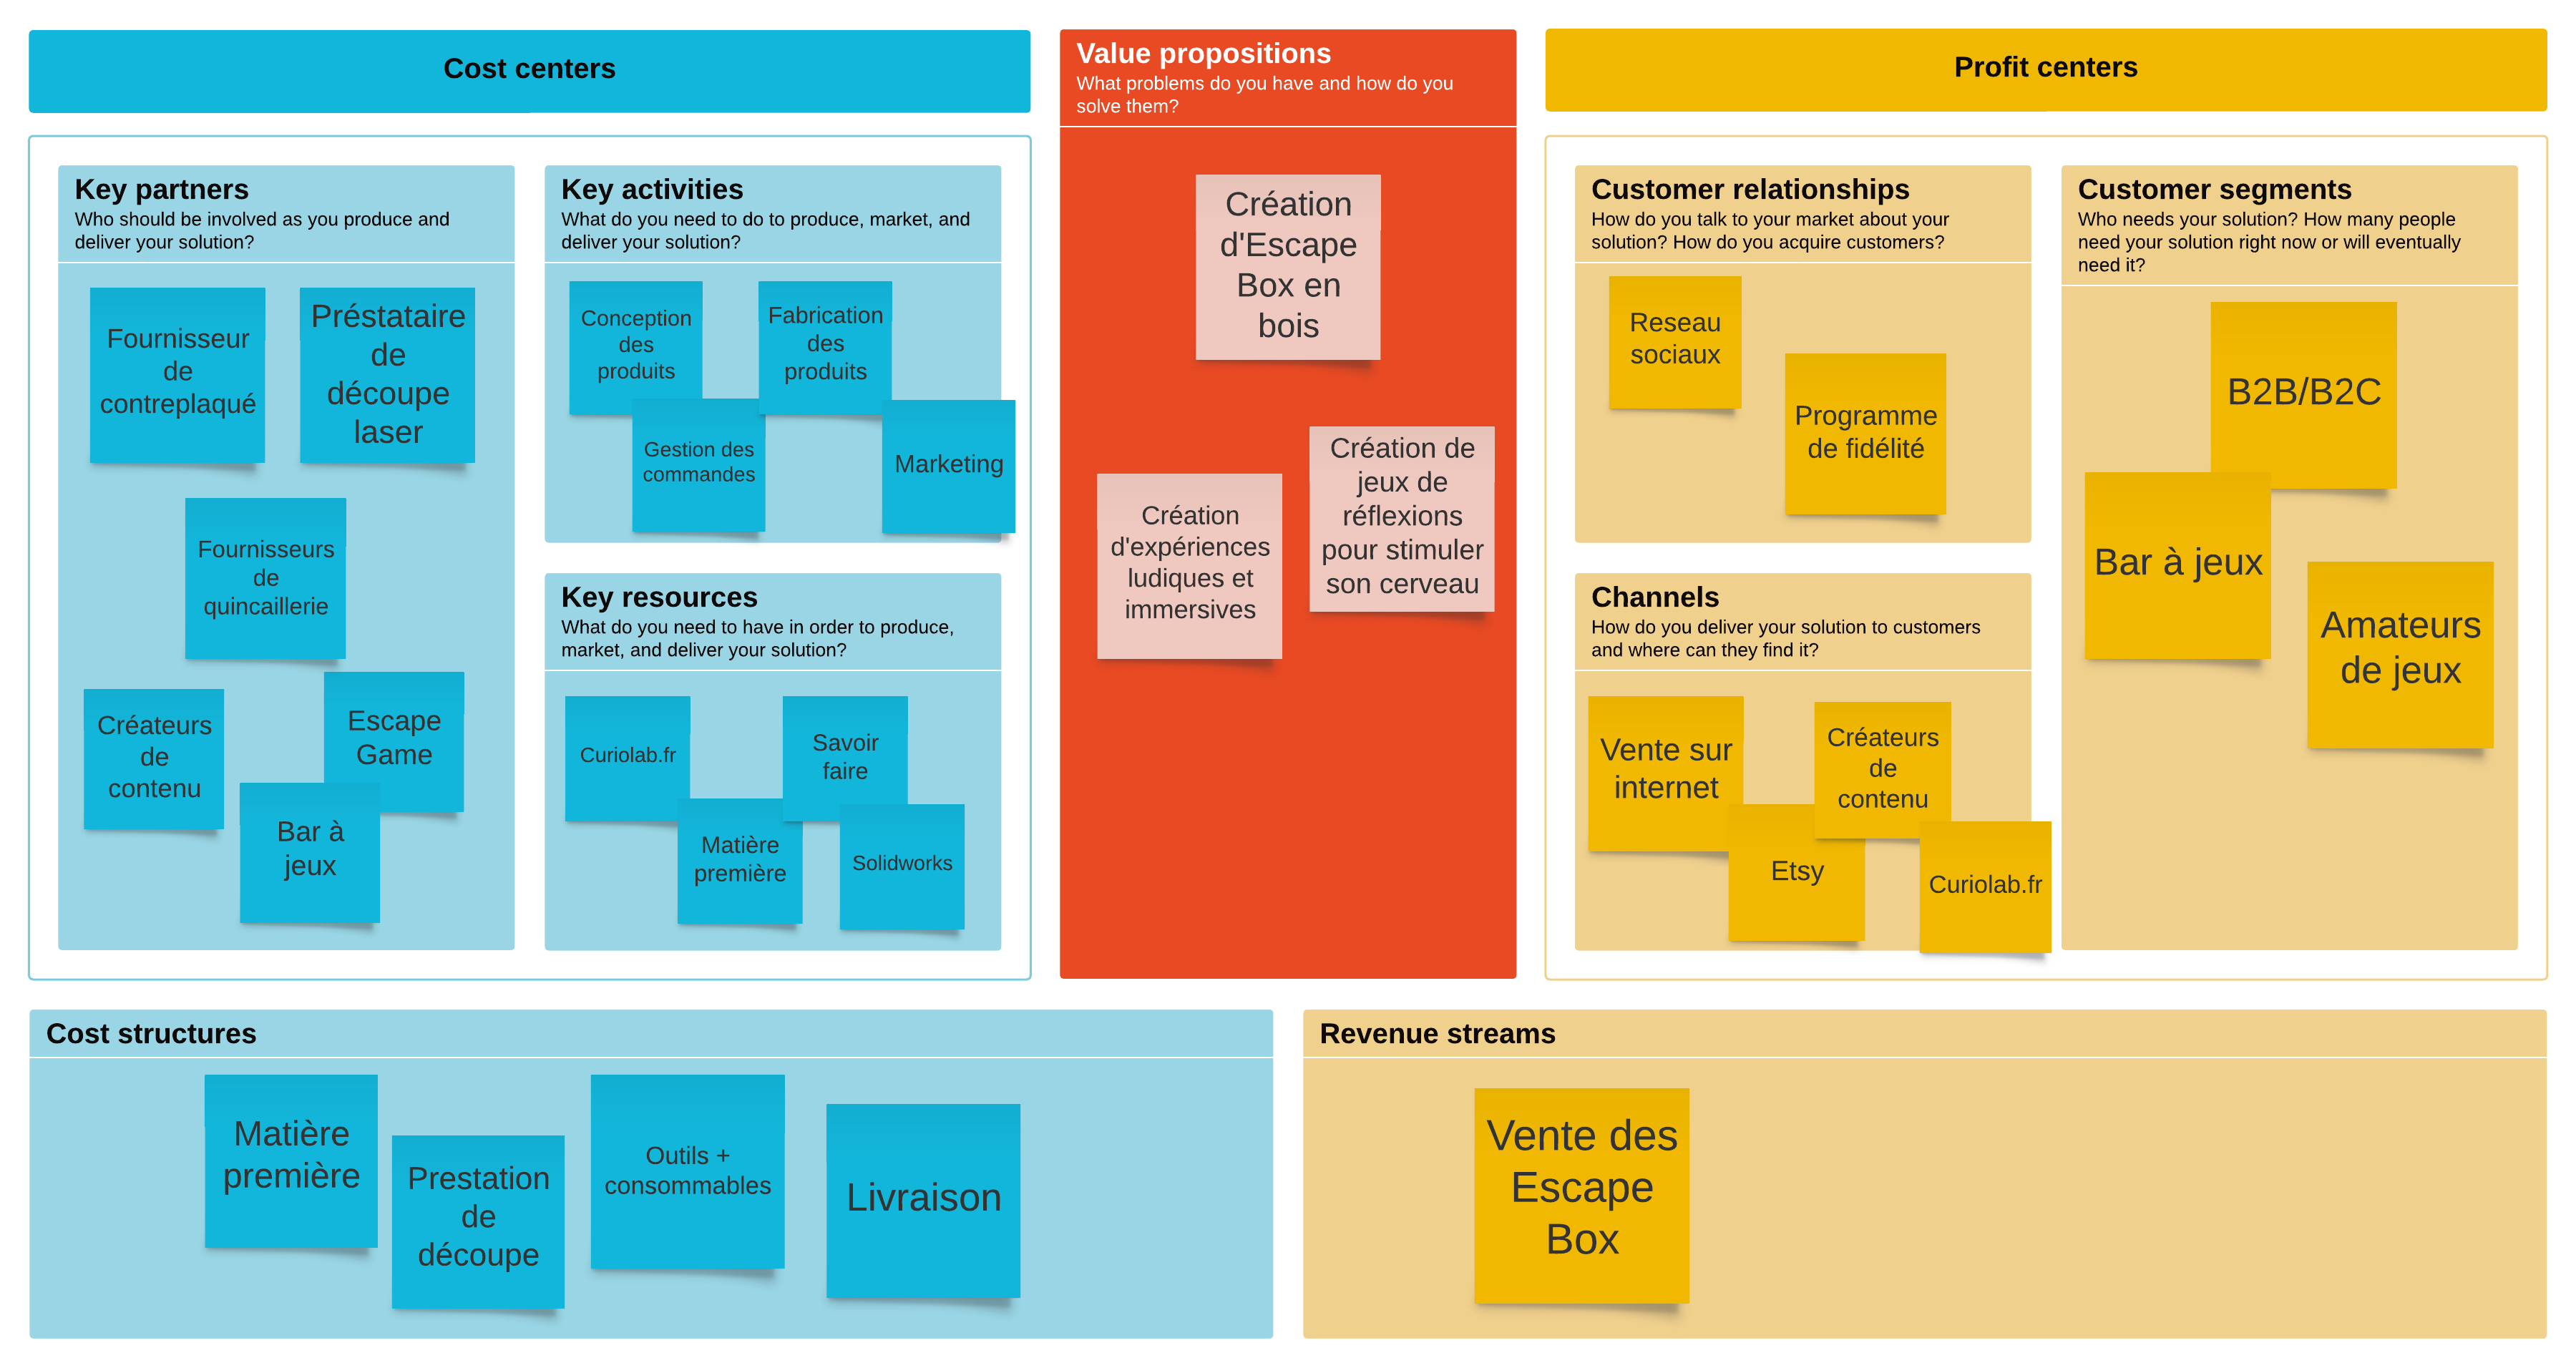 Cost centers
Value propositions
What problems do you have and how do you
solve them?
Profit centers
Key partners
Who should be involved as you produce and
deliver your solution?
Fournisseur
de
contreplaqué
Préstataire
de
découpe
laser
Fournisseurs
de
quincaillerie
Créateurs
de
contenu
Escape
Game
Bar à
jeux
Key activities
What do you need to do to produce, market, and
deliver your solution?
Conception
des
produits
Fabrication
des
produits
Gestion des
commandes
Marketing
Key resources
What do you need to have in order to produce,
market, and deliver your solution?
Curiolab.fr
Savoir
faire
Matière
première
Solidworks
Création
d'Escape
Box en
bois
Création
d'expériences
ludiques et
immersives
Création de
jeux de
réflexions
pour stimuler
son cerveau
Customer relationships
How do you talk to your market about your
solution? How do you acquire customers?
Reseau
sociaux
Programme
de fidélité
Channels
How do you deliver your solution to customers
and where can they find it?
Vente sur
internet
Créateurs
de
contenu
Etsy
Curiolab.fr
Customer segments
Who needs your solution? How many people
need your solution right now or will eventually
need it?
B2B/B2C
Bar à jeux
Amateurs
de jeux
Cost structures
Matière
première
Prestation
de
découpe
Outils +
consommables
Livraison
Revenue streams
Vente des
Escape
Box